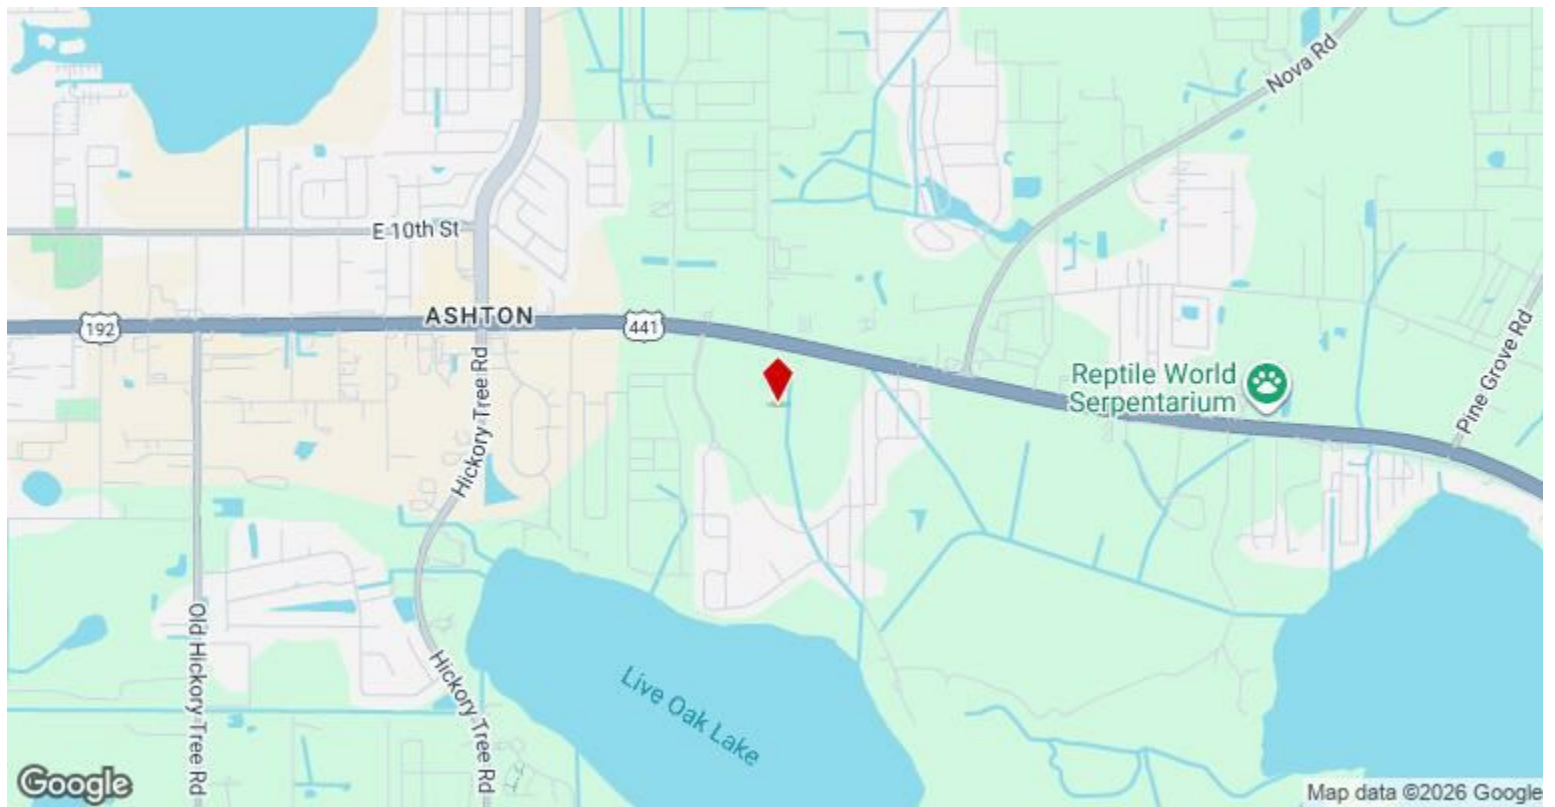 Nova Rd
E 10th St
ASHTON
192
441
Hickory Tree Rd
Reptile World
Serpentarium
Pine Grove Rd
Old Hickory Tree Rd
Hickory Tree Rd
Live Oak Lake
Google
Map data ©2026 Google